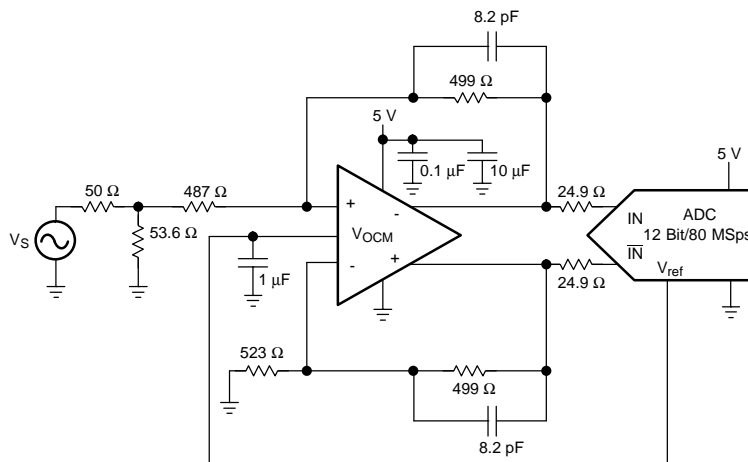 8.2 pF
499 Ω
5 V
0.1 μF
10 μF
5 V
50 Ω
487 Ω
24.9 Ω
+
-
IN
ADC
12 Bit/80 MSps
VS
53.6 Ω
VOCM
IN
-
+
Vref
1 μF
24.9 Ω
523 Ω
499 Ω
8.2 pF